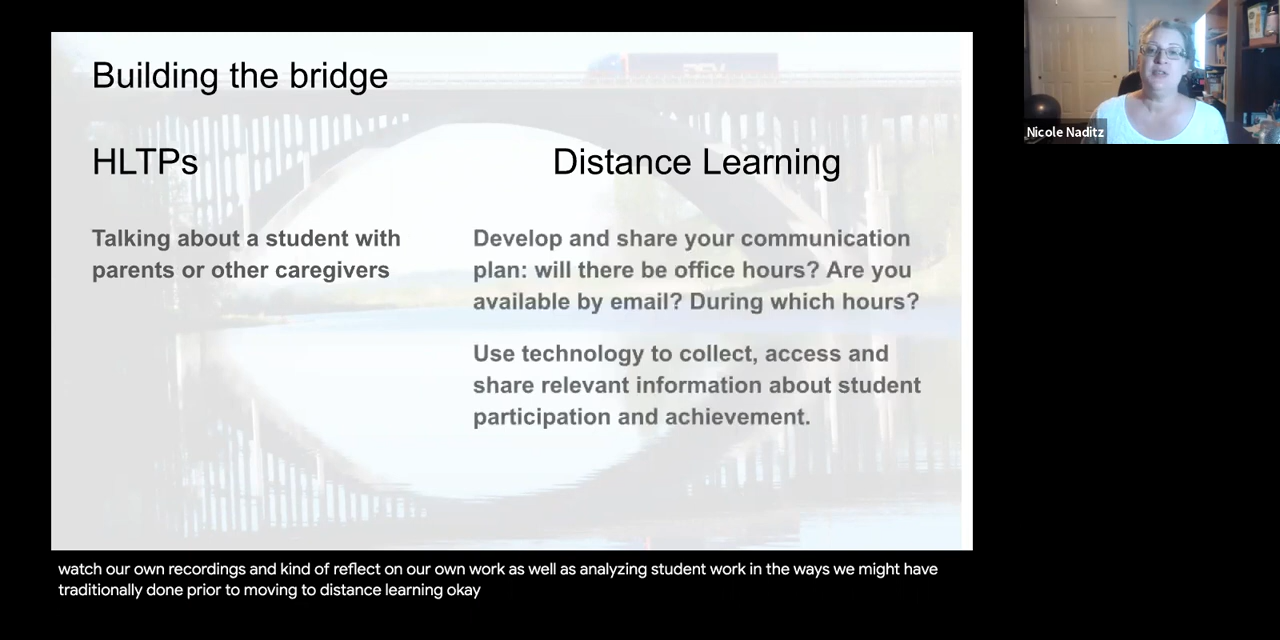 Building the bridge
HLTPs
Distance Learning
Talking about a student with
parents or other caregivers
Develop and share your communication
plan: will there be office hours? Are you
available by email? During which hours?
Use technology to collect, access and
share relevant information about student
participation and achievement.
Nicole Naditz
watch our own recordings and kind of reflect on our own work as well as analyzing student work in the ways we might have
traditionally done prior to moving to distance learning okay